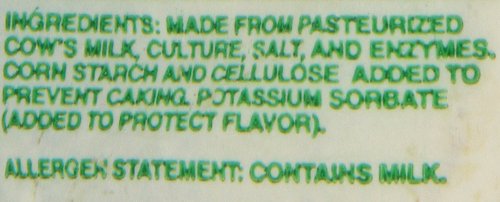 INGREDIENTS: MADE FROM PASTEURIZED
COW'S MILK, CULTURE, SALT, AND ENZYMES.
CORN STARCH AND CELLULOSE ADDED TO
PREVENT CAKING. POTASSIUM SORBATE
(ADDED TO PROTECT FLAVOR).
ALLERGEN STATEMENT: CONTAINS MILK.